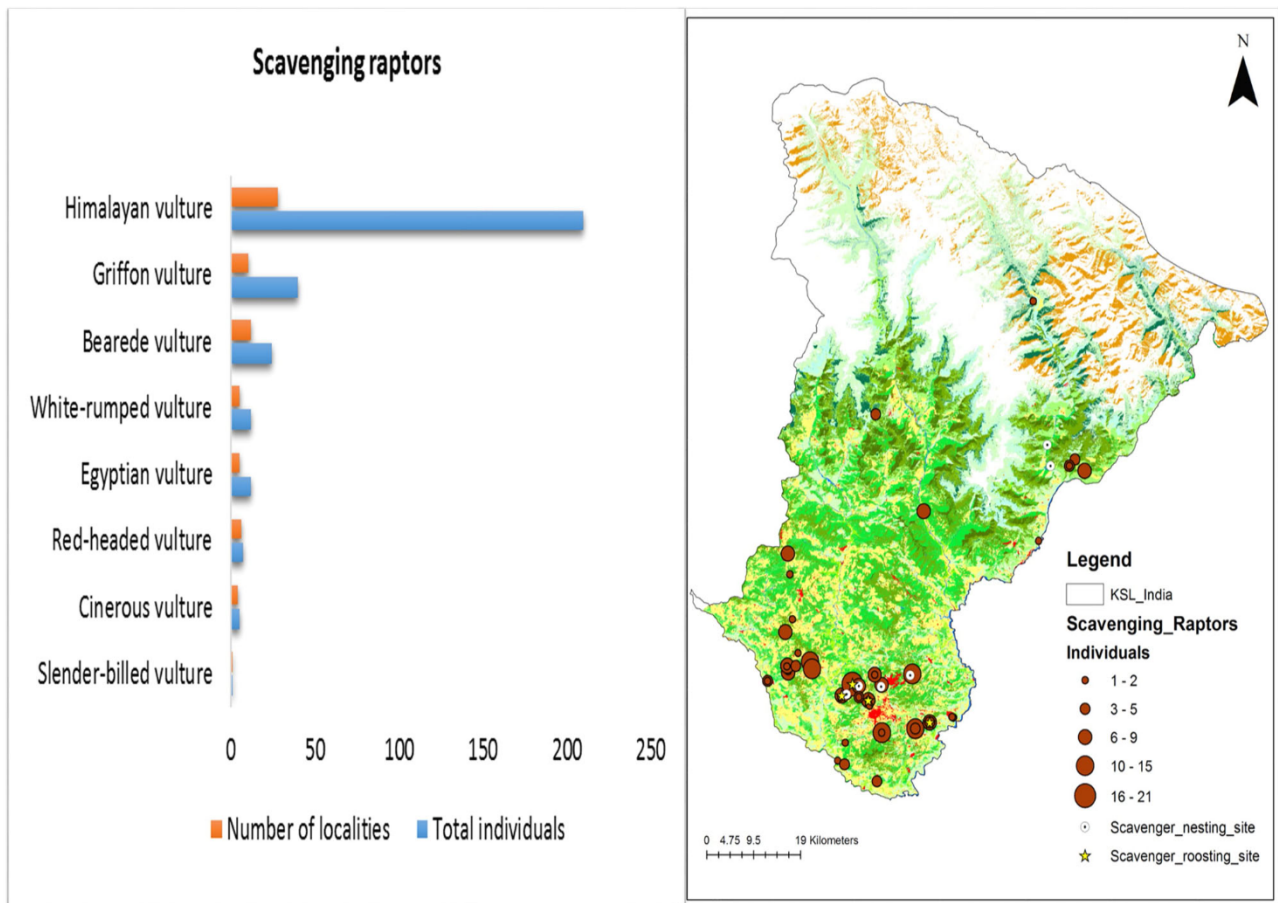 Scavenging raptors
Himalayan vulture
Griffon vulture
Bearede vulture
White-rumped vulture
Egyptian vulture
Red-headed vulture
Cinerous vulture
Slender-billed vulture
0 50 100 150 200 250
Number of localities Total individuals
N
Legend
KSL_India
Scavenging_Raptors
Individuals
1 - 2
3 - 5
6 - 9
10 - 15
16 - 21
Scavenger_nesting_site
Scavenger_roosting_site
0 4.75 9.5 19 Kilometers